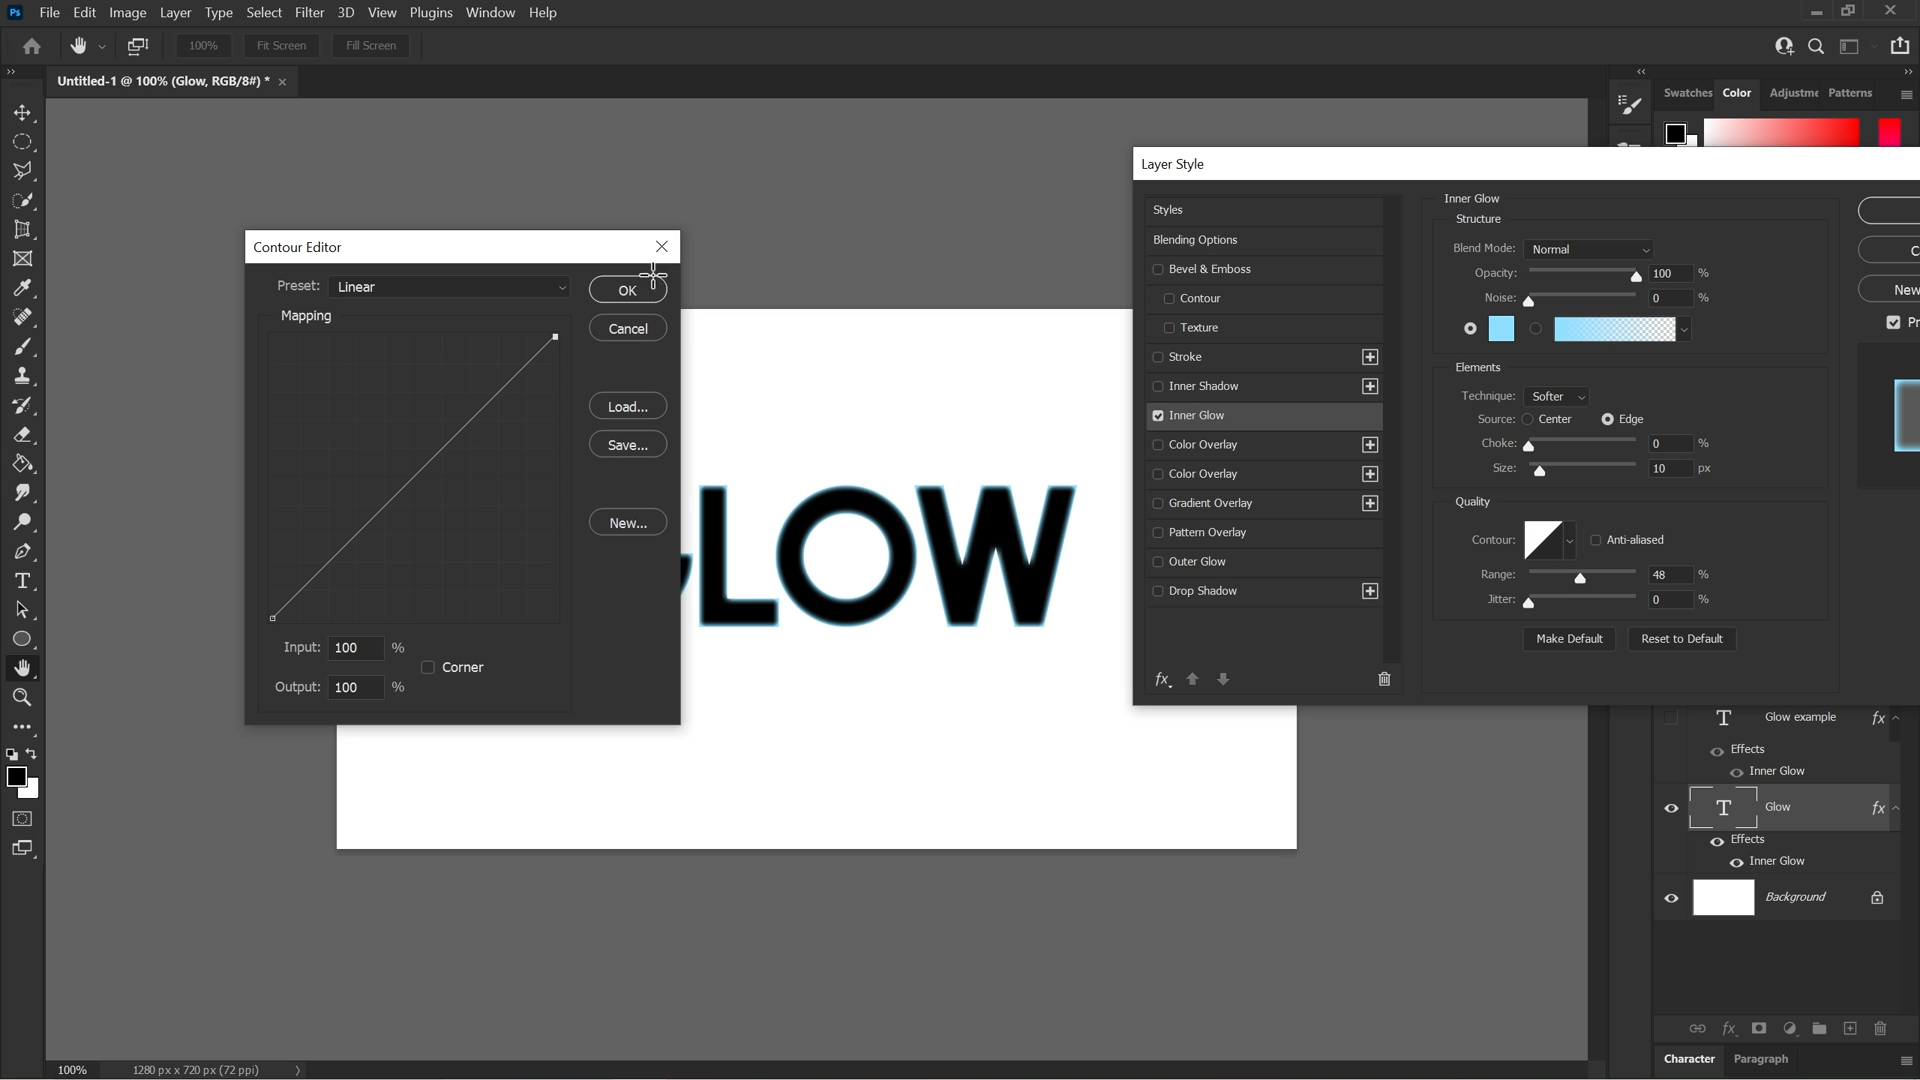 Ps File Edit Image Layer Type Select Filter 3D View Plugins Window Help
100% Fit Screen Fill Screen
Untitled-1 @ 100% (Glow, RGB/8#) *
Swatches Color Adjustme Patterns
Contour Editor
Preset: Linear
Mapping
OK
Cancel
Load...
Save...
New...
Input: 100 %
Corner
Output: 100 %
LOW
Layer Style
Styles
Blending Options
Bevel & Emboss
Contour
Texture
Stroke
Inner Shadow
Inner Glow
Color Overlay
Color Overlay
Gradient Overlay
Pattern Overlay
Outer Glow
Drop Shadow
fx
Inner Glow
Structure
Blend Mode: Normal
Opacity: 100 %
Noise: 0 %
Elements
Technique: Softer
Source: Center Edge
Choke: 0 %
Size: 10 px
Quality
Contour: Anti-aliased
Range: 48 %
Jitter: 0 %
Make Default Reset to Default
C
New
Pr
T Glow example fx
Effects
Inner Glow
T Glow fx
Effects
Inner Glow
Background
fx
Character Paragraph
100% 1280 px x 720 px (72 ppi)